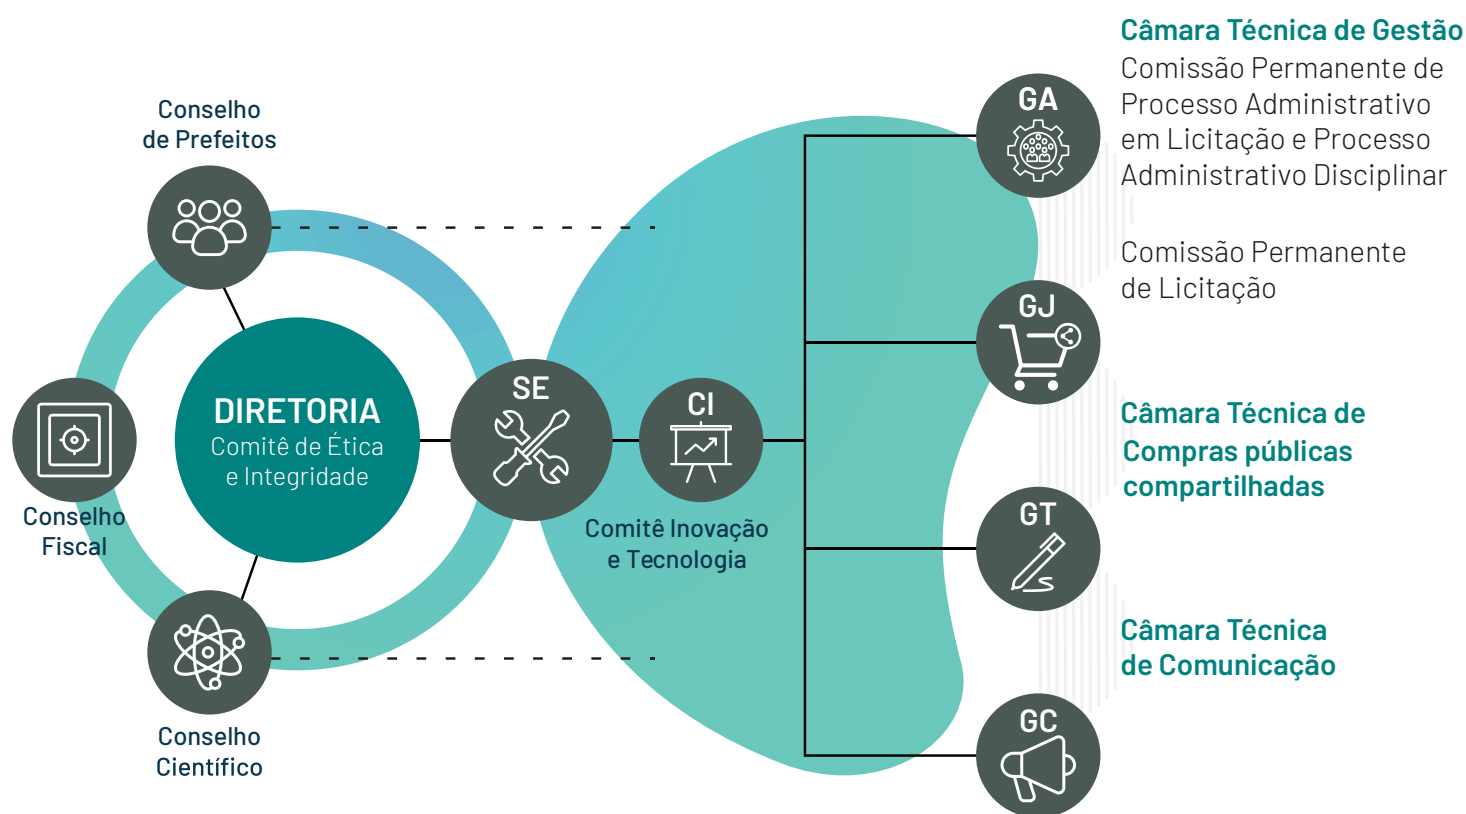 Conselho
de Prefeitos
DIRETORIA
Comitê de Ética
e Integridade
Conselho
Fiscal
Conselho
Científico
SE
CI
Comitê Inovação
e Tecnologia
GA
Câmara Técnica de Gestão
Comissão Permanente de
Processo Administrativo
em Licitação e Processo
Administrativo Disciplinar
Comissão Permanente
de Licitação
GJ
Câmara Técnica de
Compras públicas
compartilhadas
GT
Câmara Técnica
de Comunicação
GC